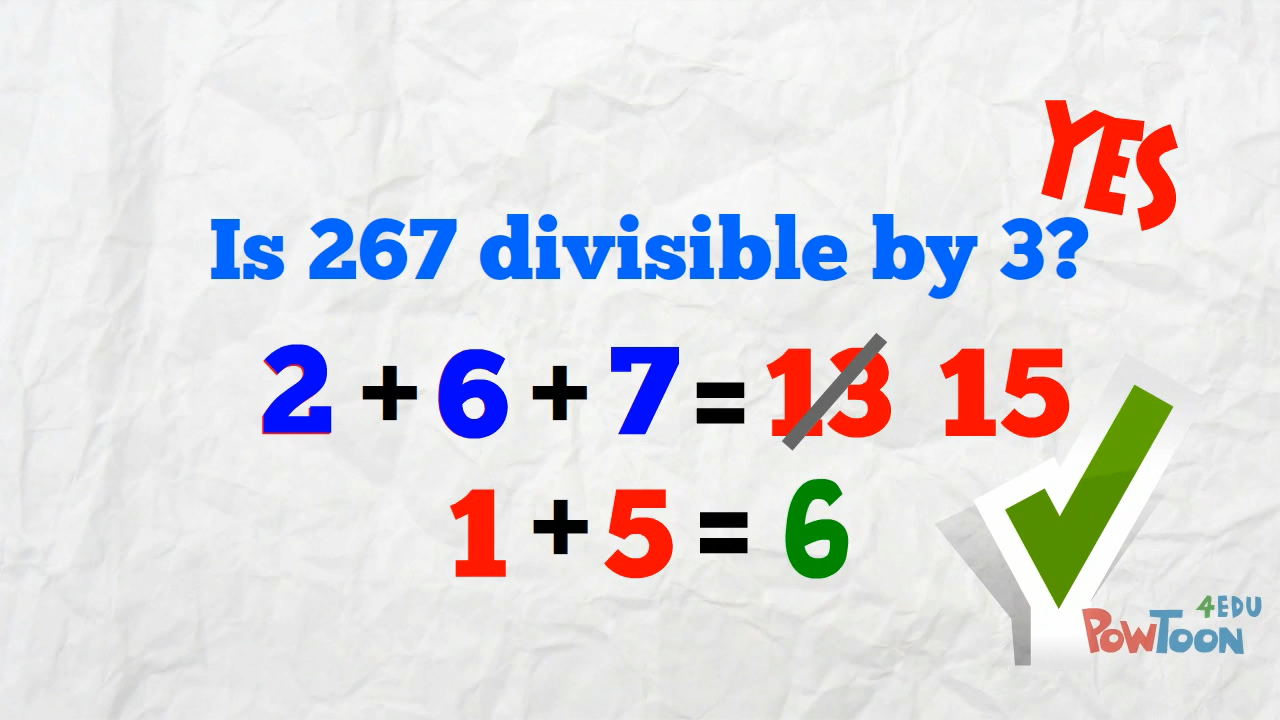 YES
Is 267 divisible by 3?
2 + 6 + 7 = 13 15
1 + 5 = 6
4EDU
PowToon